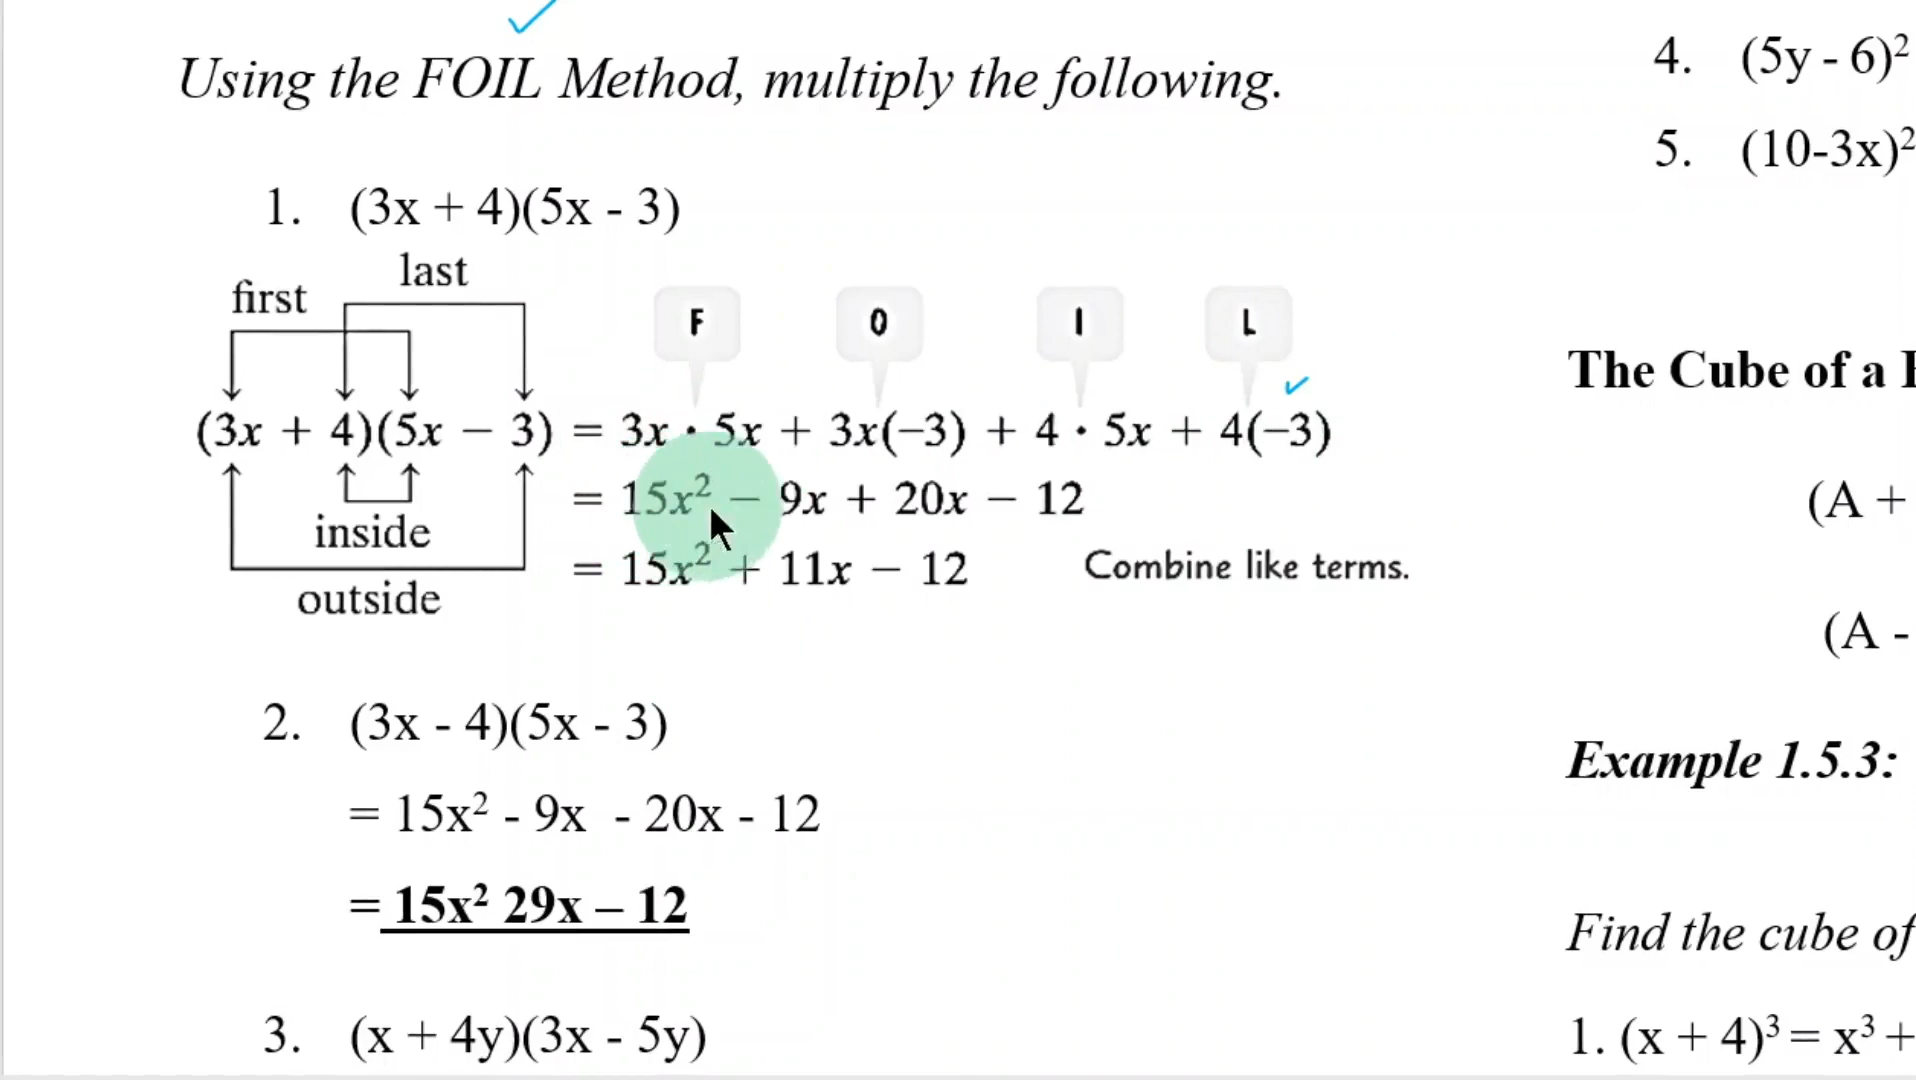 Using the FOIL Method, multiply the following.
1. (3x + 4)(5x - 3)
last
first
F O I L
(3x + 4)(5x − 3) = 3x · 5x + 3x(−3) + 4 · 5x + 4(−3)
= 15x² − 9x + 20x − 12
inside
= 15x² + 11x − 12 Combine like terms.
outside
2. (3x - 4)(5x - 3)
= 15x² - 9x - 20x - 12
= 15x² 29x – 12
3. (x + 4y)(3x - 5y)
4. (5y - 6)²
5. (10-3x)²
The Cube of a
(A +
(A -
Example 1.5.3:
Find the cube of
1. (x + 4)³ = x³ +